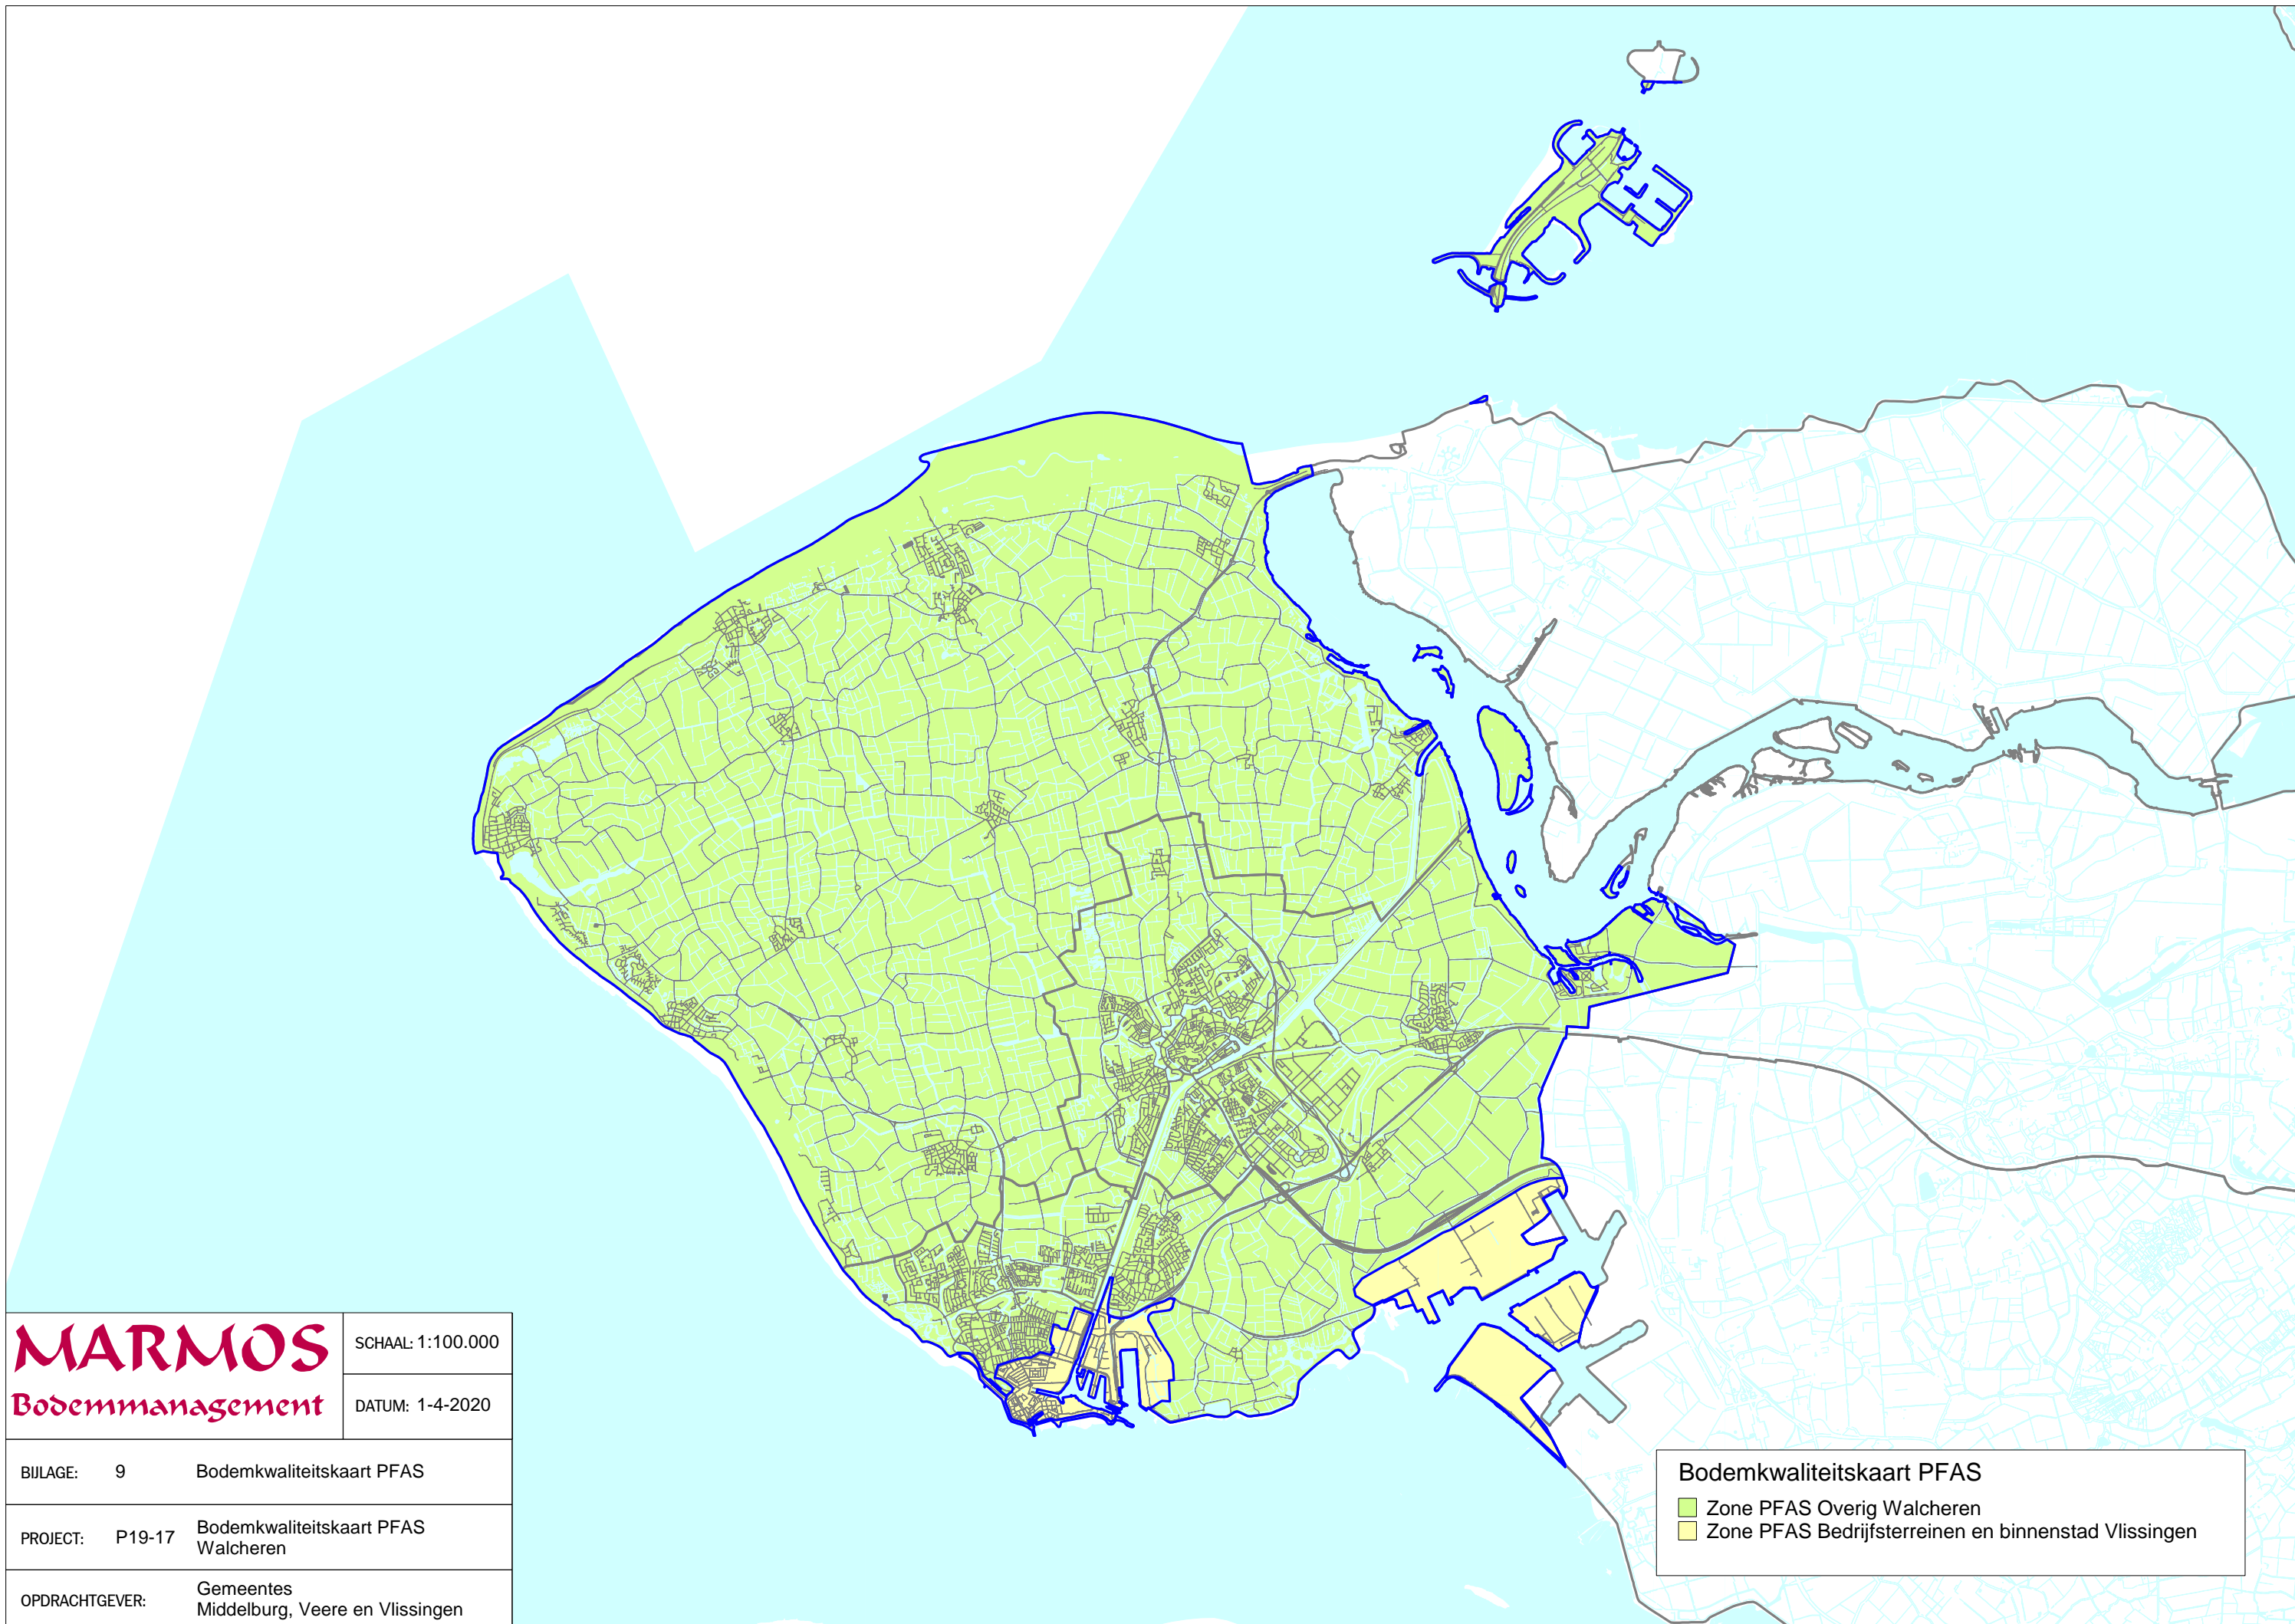 MARMOS
Bodemmanagement
SCHAAL: 1:100.000
DATUM: 1-4-2020
BIJLAGE: 9 Bodemkwaliteitskaart PFAS
PROJECT: P19-17 Bodemkwaliteitskaart PFAS
Walcheren
OPDRACHTGEVER: Gemeentes
Middelburg, Veere en Vlissingen
Bodemkwaliteitskaart PFAS
Zone PFAS Overig Walcheren
Zone PFAS Bedrijfsterreinen en binnenstad Vlissingen